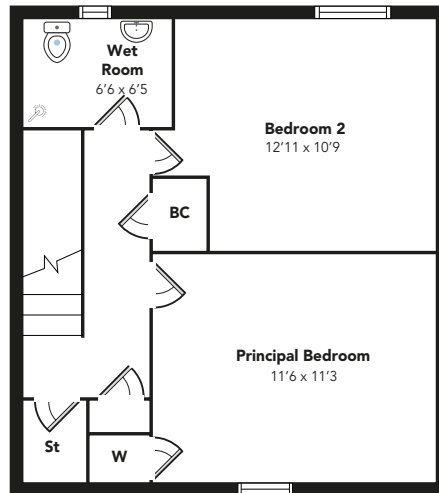 Wet
Room
6’6 x 6’5
Bedroom 2
12’11 x 10’9
BC
Principal Bedroom
11’6 x 11’3
St
W